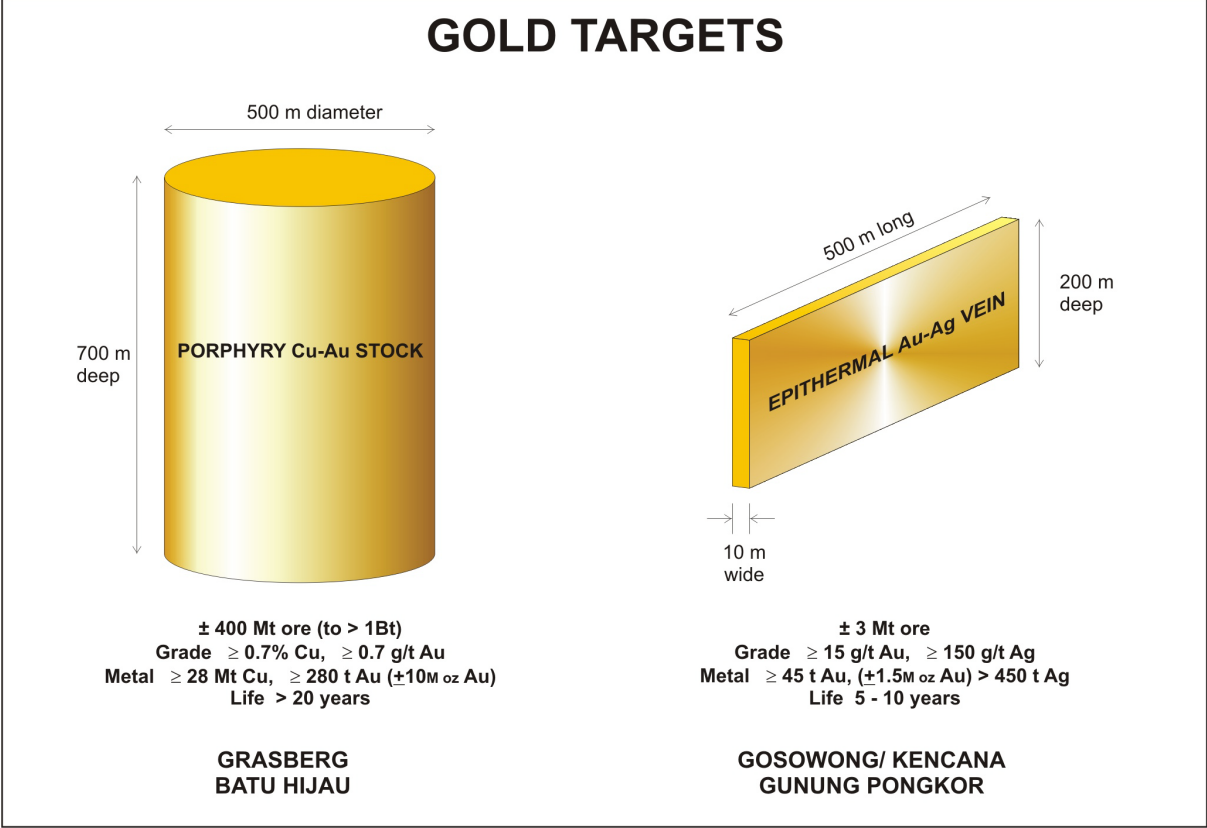 GOLD TARGETS
500 m diameter
700 m
deep
PORPHYRY Cu-Au STOCK
± 400 Mt ore (to > 1Bt)
Grade ≥ 0.7% Cu, ≥ 0.7 g/t Au
Metal ≥ 28 Mt Cu, ≥ 280 t Au (±10M oz Au)
Life > 20 years
GRASBERG
BATU HIJAU
500 m long
200 m
deep
EPITHERMAL Au-Ag VEIN
10 m
wide
± 3 Mt ore
Grade ≥ 15 g/t Au, ≥ 150 g/t Ag
Metal ≥ 45 t Au, (±1.5M oz Au) > 450 t Ag
Life 5 - 10 years
GOSOWONG/ KENCANA
GUNUNG PONGKOR